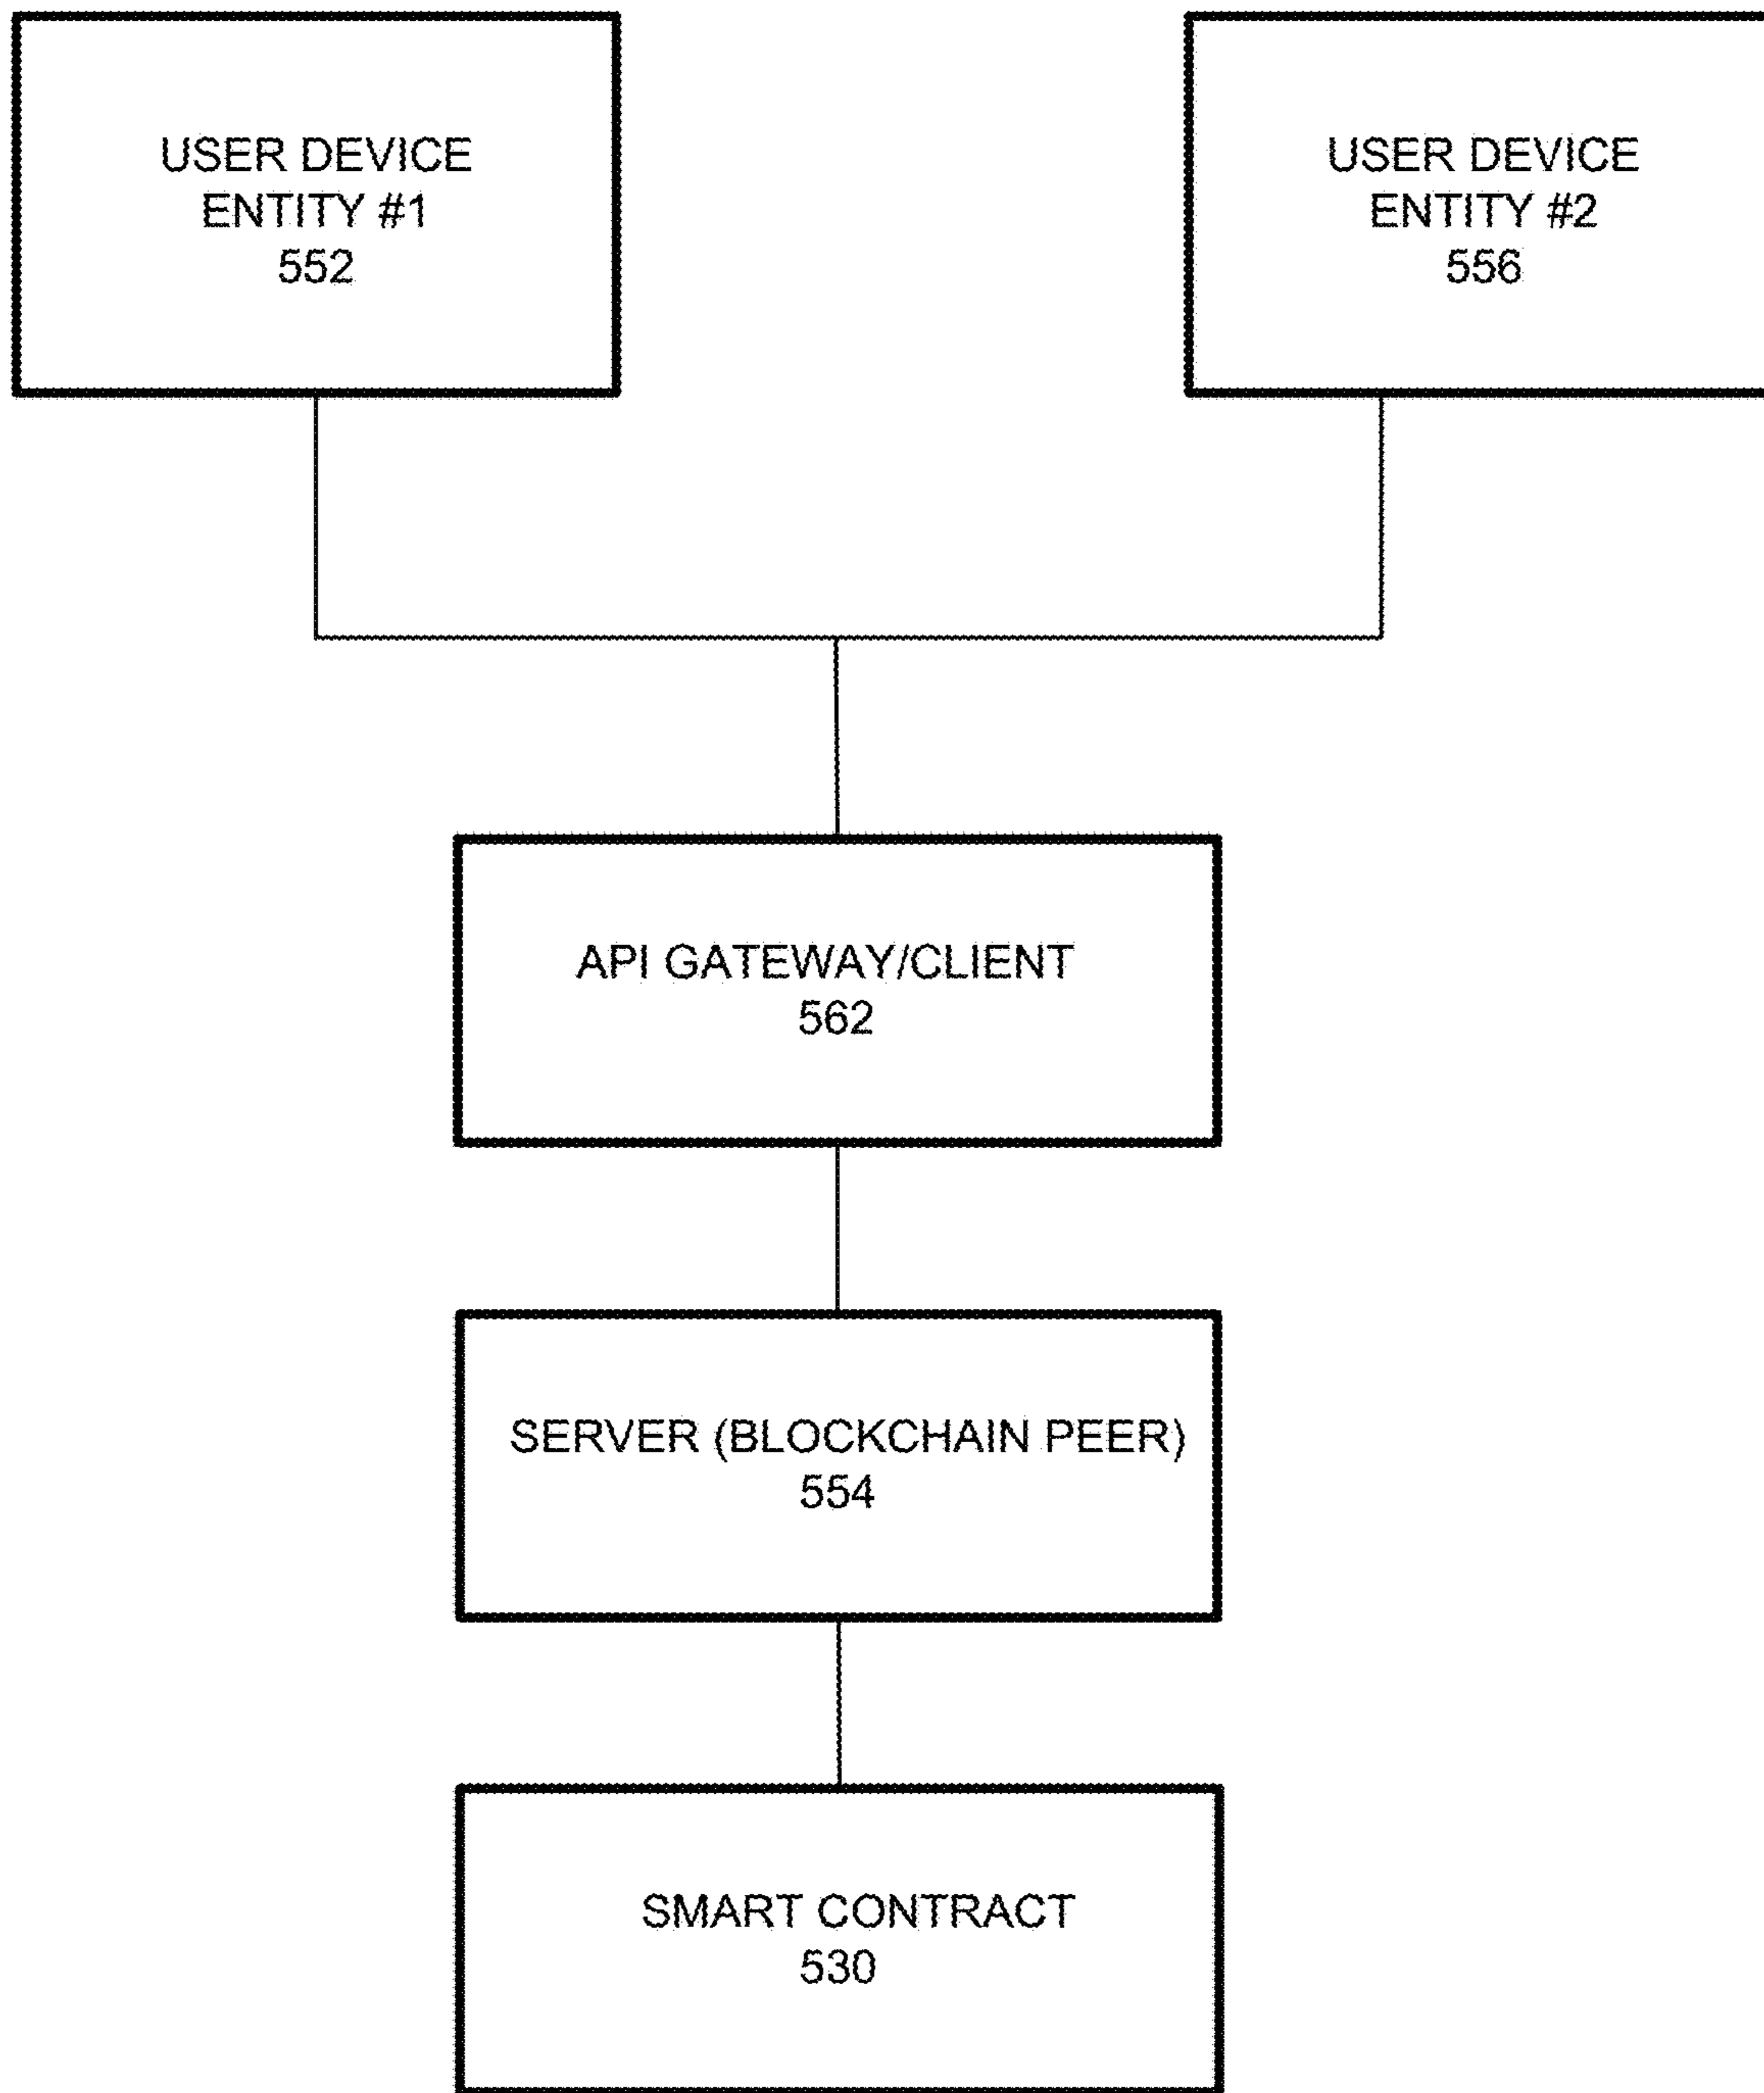 USER DEVICE
ENTITY #1
552
USER DEVICE
ENTITY #2
556
API GATEWAY/CLIENT
562
SERVER (BLOCKCHAIN PEER)
554
SMART CONTRACT
530